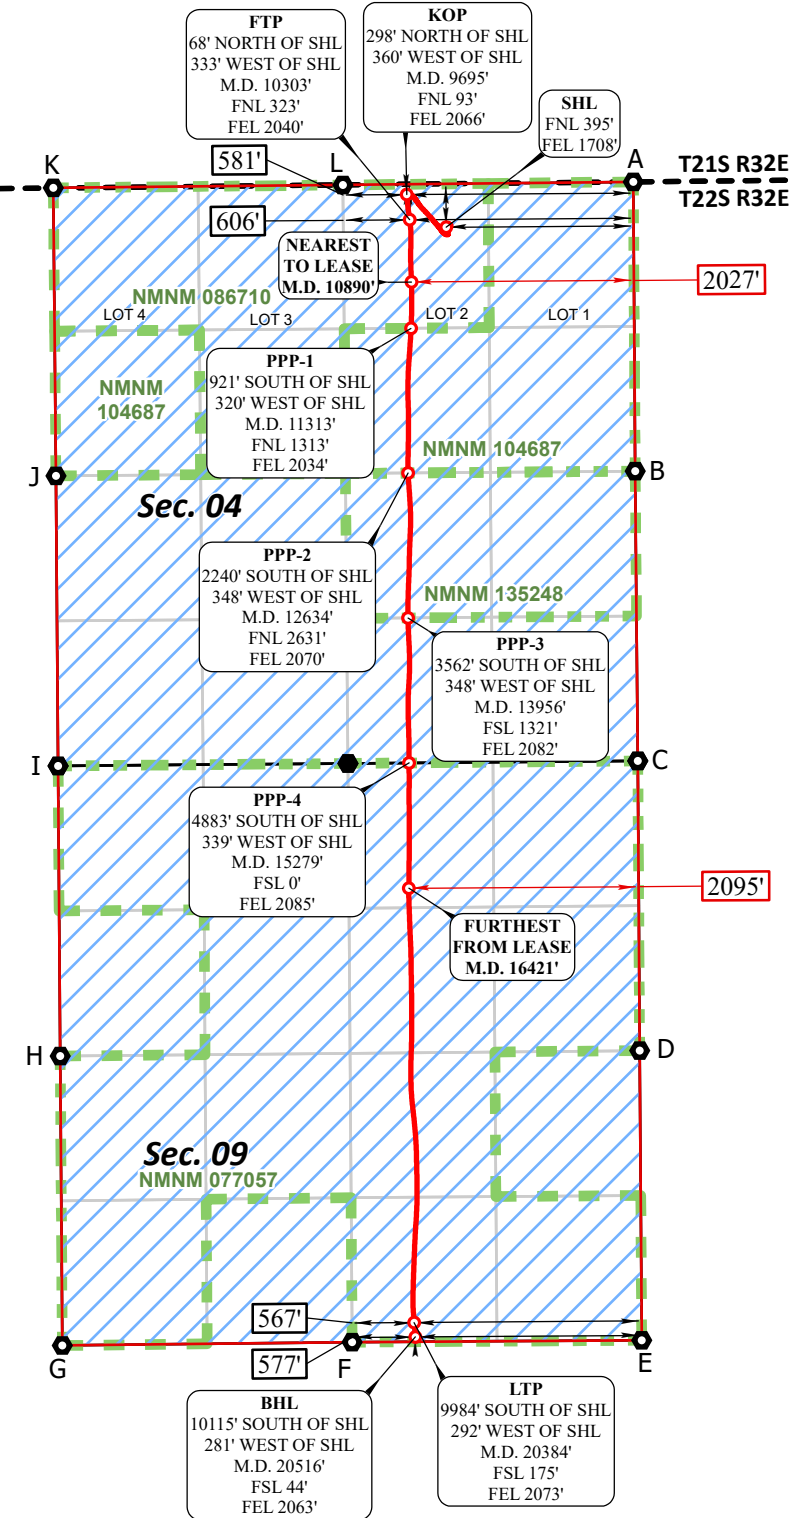 FTP
68' NORTH OF SHL
333' WEST OF SHL
M.D. 10303'
FNL 323'
FEL 2040'
KOP
298' NORTH OF SHL
360' WEST OF SHL
M.D. 9695'
FNL 93'
FEL 2066'
SHL
FNL 395'
FEL 1708'
K
581'
L
A
T21S R32E
T22S R32E
606'
NEAREST
TO LEASE
M.D. 10890'
2027'
NMNM 086710
LOT 4
LOT 3
LOT 2
LOT 1
NMNM
104687
PPP-1
921' SOUTH OF SHL
320' WEST OF SHL
M.D. 11313'
FNL 1313'
FEL 2034'
NMNM 104687
J
B
Sec. 04
PPP-2
2240' SOUTH OF SHL
348' WEST OF SHL
M.D. 12634'
FNL 2631'
FEL 2070'
NMNM 135248
PPP-3
3562' SOUTH OF SHL
348' WEST OF SHL
M.D. 13956'
FSL 1321'
FEL 2082'
I
C
PPP-4
4883' SOUTH OF SHL
339' WEST OF SHL
M.D. 15279'
FSL 0'
FEL 2085'
2095'
FURTHEST
FROM LEASE
M.D. 16421'
H
D
Sec. 09
NMNM 077057
567'
577'
G
F
E
BHL
10115' SOUTH OF SHL
281' WEST OF SHL
M.D. 20516'
FSL 44'
FEL 2063'
LTP
9984' SOUTH OF SHL
292' WEST OF SHL
M.D. 20384'
FSL 175'
FEL 2073'